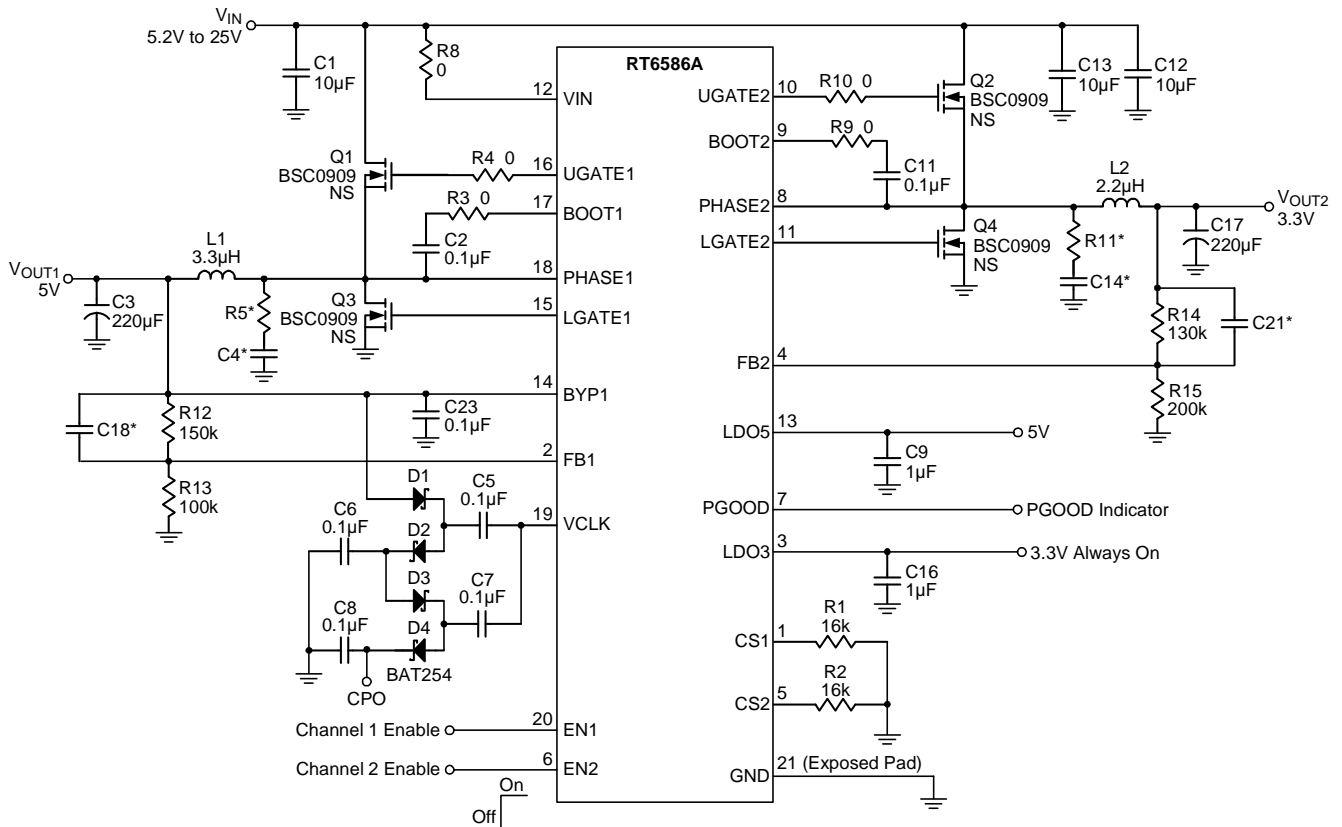 VIN
5.2V to 25V
C1
10µF
R8
0
12
VIN
RT6586A
UGATE2
10
R10 0
Q2
BSC0909
NS
C13
10µF
C12
10µF
BOOT2
9
R9 0
C11
0.1µF
Q1
BSC0909
NS
R4 0
16
UGATE1
R3 0
17
BOOT1
C2
0.1µF
PHASE2
8
L2
2.2µH
VOUT2
3.3V
C17
220µF
LGATE2
11
Q4
BSC0909
NS
R11*
C14*
VOUT1
5V
L1
3.3µH
18
PHASE1
C3
220µF
R5*
C4*
Q3
BSC0909
NS
15
LGATE1
R14
130k
C21*
FB2
4
R15
200k
14
BYP1
C18*
R12
150k
C23
0.1µF
LDO5
13
5V
C9
1µF
2
FB1
R13
100k
D1
C5
0.1µF
19
VCLK
C6
0.1µF
D2
D3
C7
0.1µF
C8
0.1µF
D4
BAT254
CPO
PGOOD
7
PGOOD Indicator
LDO3
3
3.3V Always On
C16
1µF
CS1
1
R1
16k
CS2
5
R2
16k
Channel 1 Enable
20
EN1
Channel 2 Enable
6
EN2
On
Off
GND
21 (Exposed Pad)